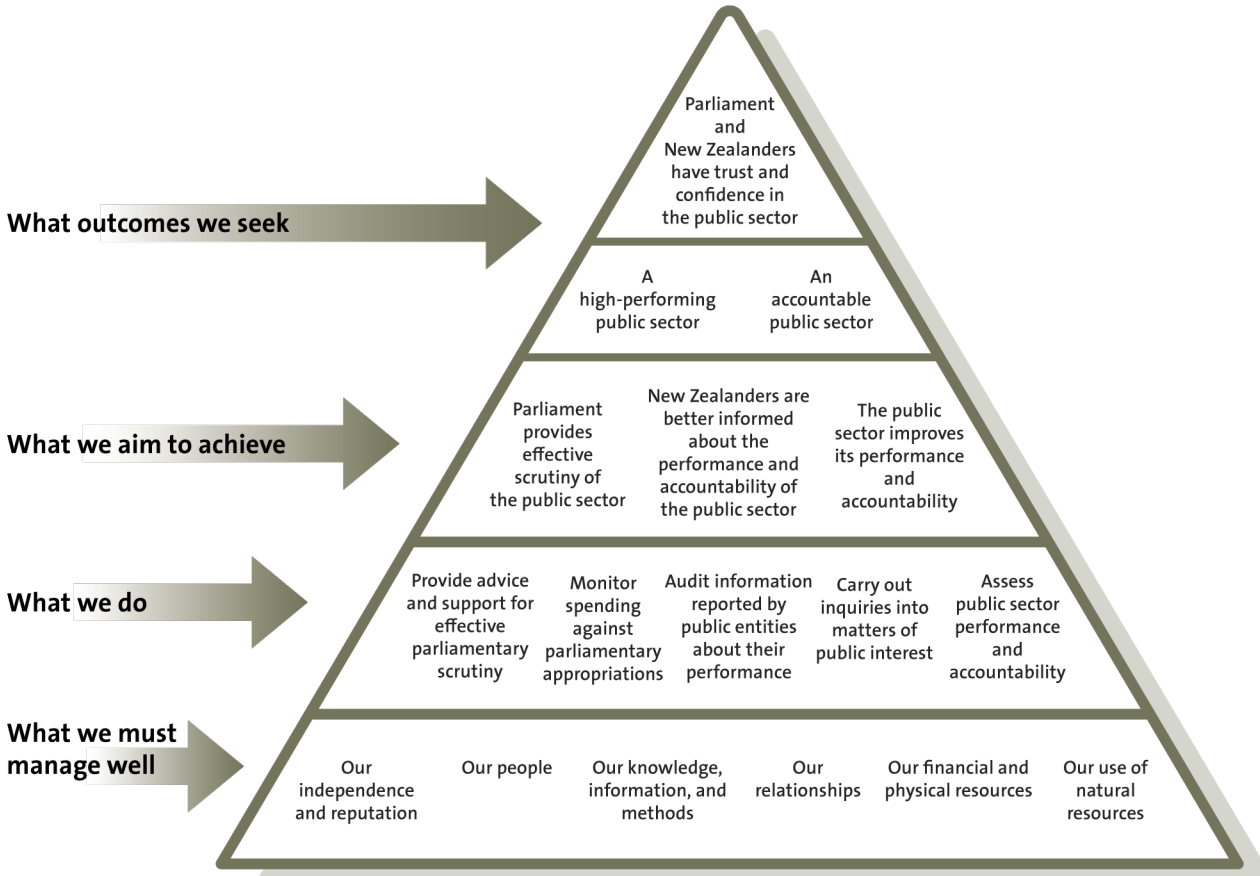 Parliament
and
New Zealanders
have trust and
confidence in
the public sector
What outcomes we seek
A
high-performing
public sector
An
accountable
public sector
What we aim to achieve
Parliament
provides
effective
scrutiny of
the public sector
New Zealanders are
better informed
about the
performance and
accountability of
the public sector
The public
sector improves
its performance
and
accountability
What we do
Provide advice
and support for
effective
parliamentary
scrutiny
Monitor
spending
against
parliamentary
appropriations
Audit information
reported by
public entities
about their
performance
Carry out
inquiries into
matters of
public interest
Assess
public sector
performance
and
accountability
What we must
manage well
Our
independence
and reputation
Our people
Our knowledge,
information, and
methods
Our
relationships
Our financial and
physical resources
Our use of
natural
resources